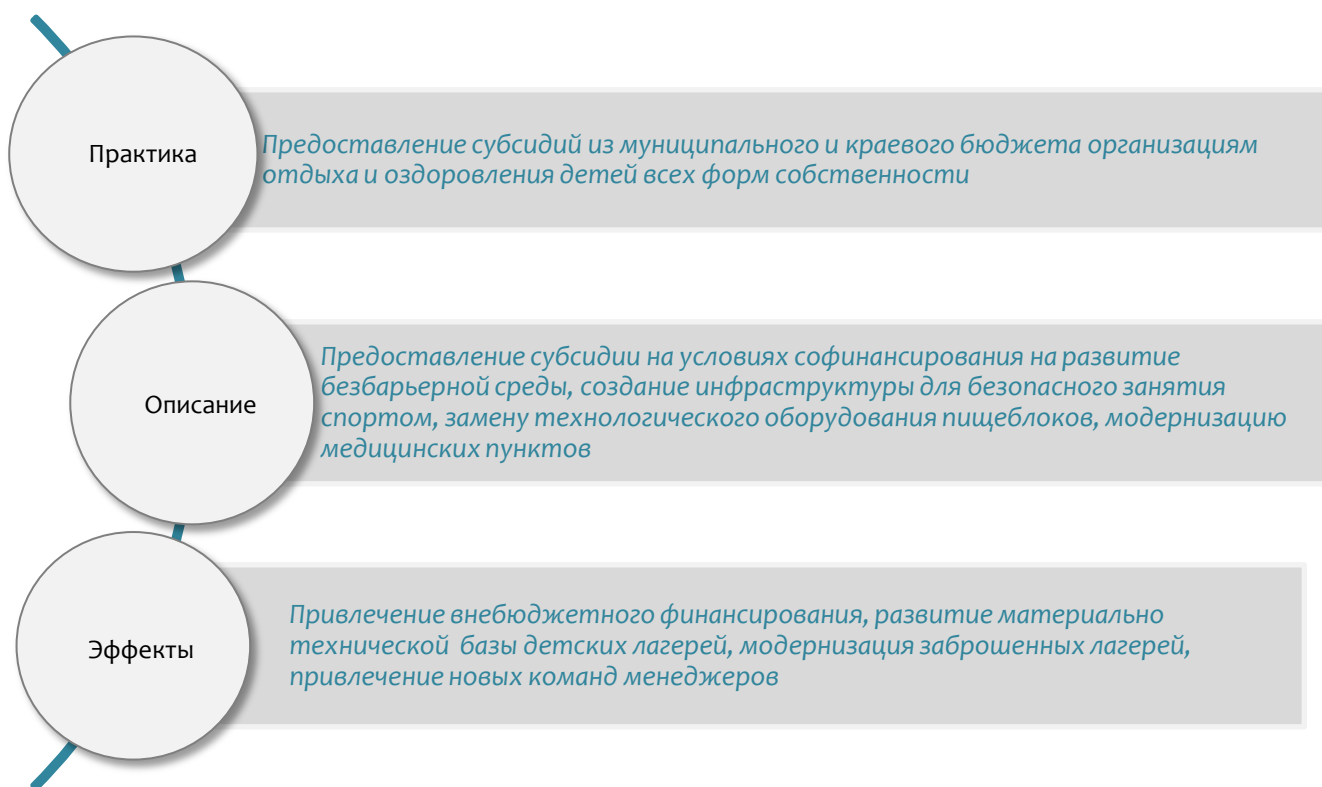 Практика
Предоставление субсидий из муниципального и краевого бюджета организациям
отдыха и оздоровления детей всех форм собственности
Описание
Предоставление субсидии на условиях софинансирования на развитие
безбарьерной среды, создание инфраструктуры для безопасного занятия
спортом, замену технологического оборудования пищеблоков, модернизацию
медицинских пунктов
Эффекты
Привлечение внебюджетного финансирования, развитие материально
технической базы детских лагерей, модернизация заброшенных лагерей,
привлечение новых команд менеджеров